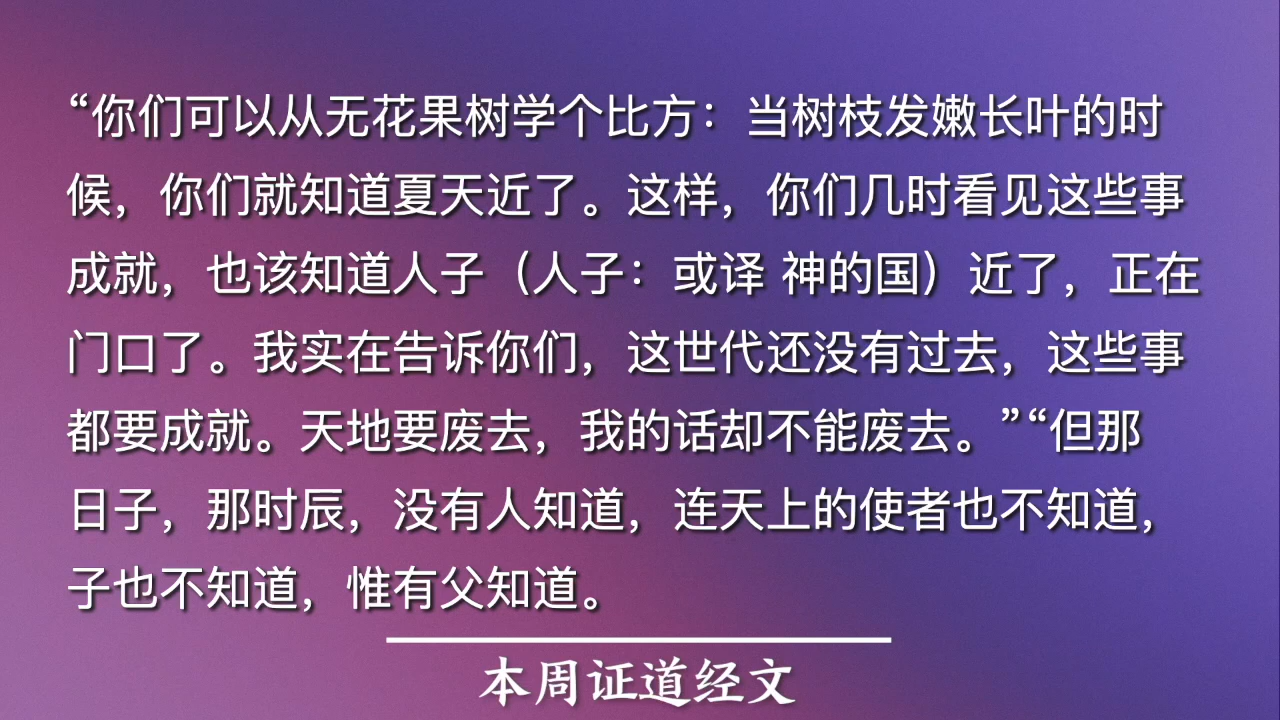 “你们可以从无花果树学个比方：当树枝发嫩长叶的时
候，你们就知道夏天近了。这样，你们几时看见这些事
成就，也该知道人子（人子：或译 神的国）近了，正在
门口了。我实在告诉你们，这世代还没有过去，这些事
都要成就。天地要废去，我的话却不能废去。”“但那
日子，那时辰，没有人知道，连天上的使者也不知道，
子也不知道，惟有父知道。
本周证道经文